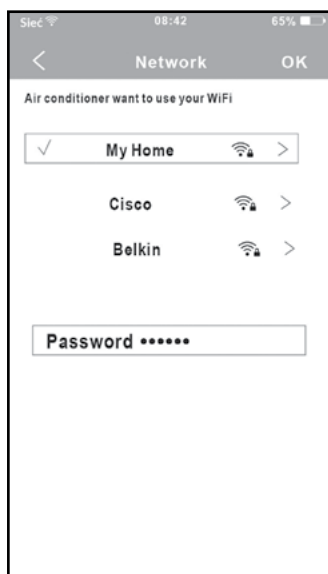 Sieć 08:42 65%
Network OK
Air conditioner want to use your WiFi
My Home
Cisco
Belkin
Password ••••••